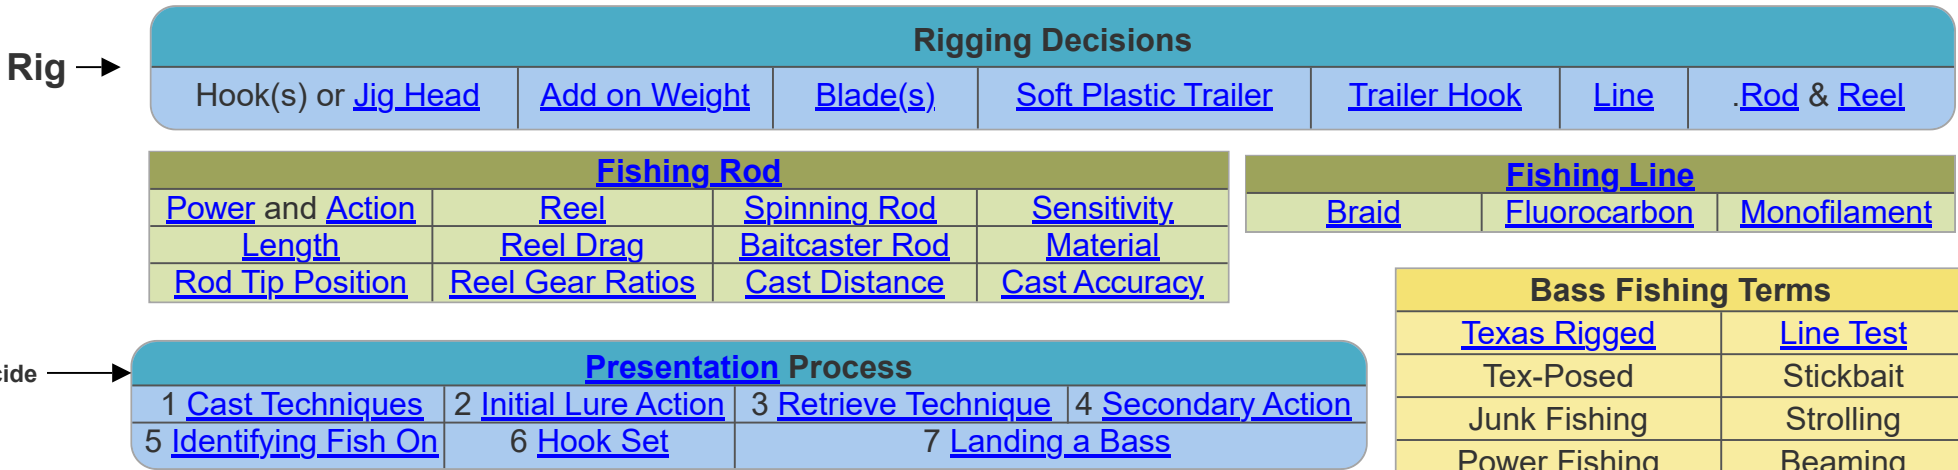 Rig
Rigging Decisions
Hook(s) or Jig Head Add on Weight Blade(s) Soft Plastic Trailer Trailer Hook Line .Rod & Reel
Fishing Rod
Power and Action Reel Spinning Rod Sensitivity
Length Reel Drag Baitcaster Rod Material
Rod Tip Position Reel Gear Ratios Cast Distance Cast Accuracy
Fishing Line
Braid Fluorocarbon Monofilament
cide
Presentation Process
1 Cast Techniques 2 Initial Lure Action 3 Retrieve Technique 4 Secondary Action
5 Identifying Fish On 6 Hook Set 7 Landing a Bass
Bass Fishing Terms
Texas Rigged Line Test
Tex-Posed Stickbait
Junk Fishing Strolling
Power Fishing Beaming